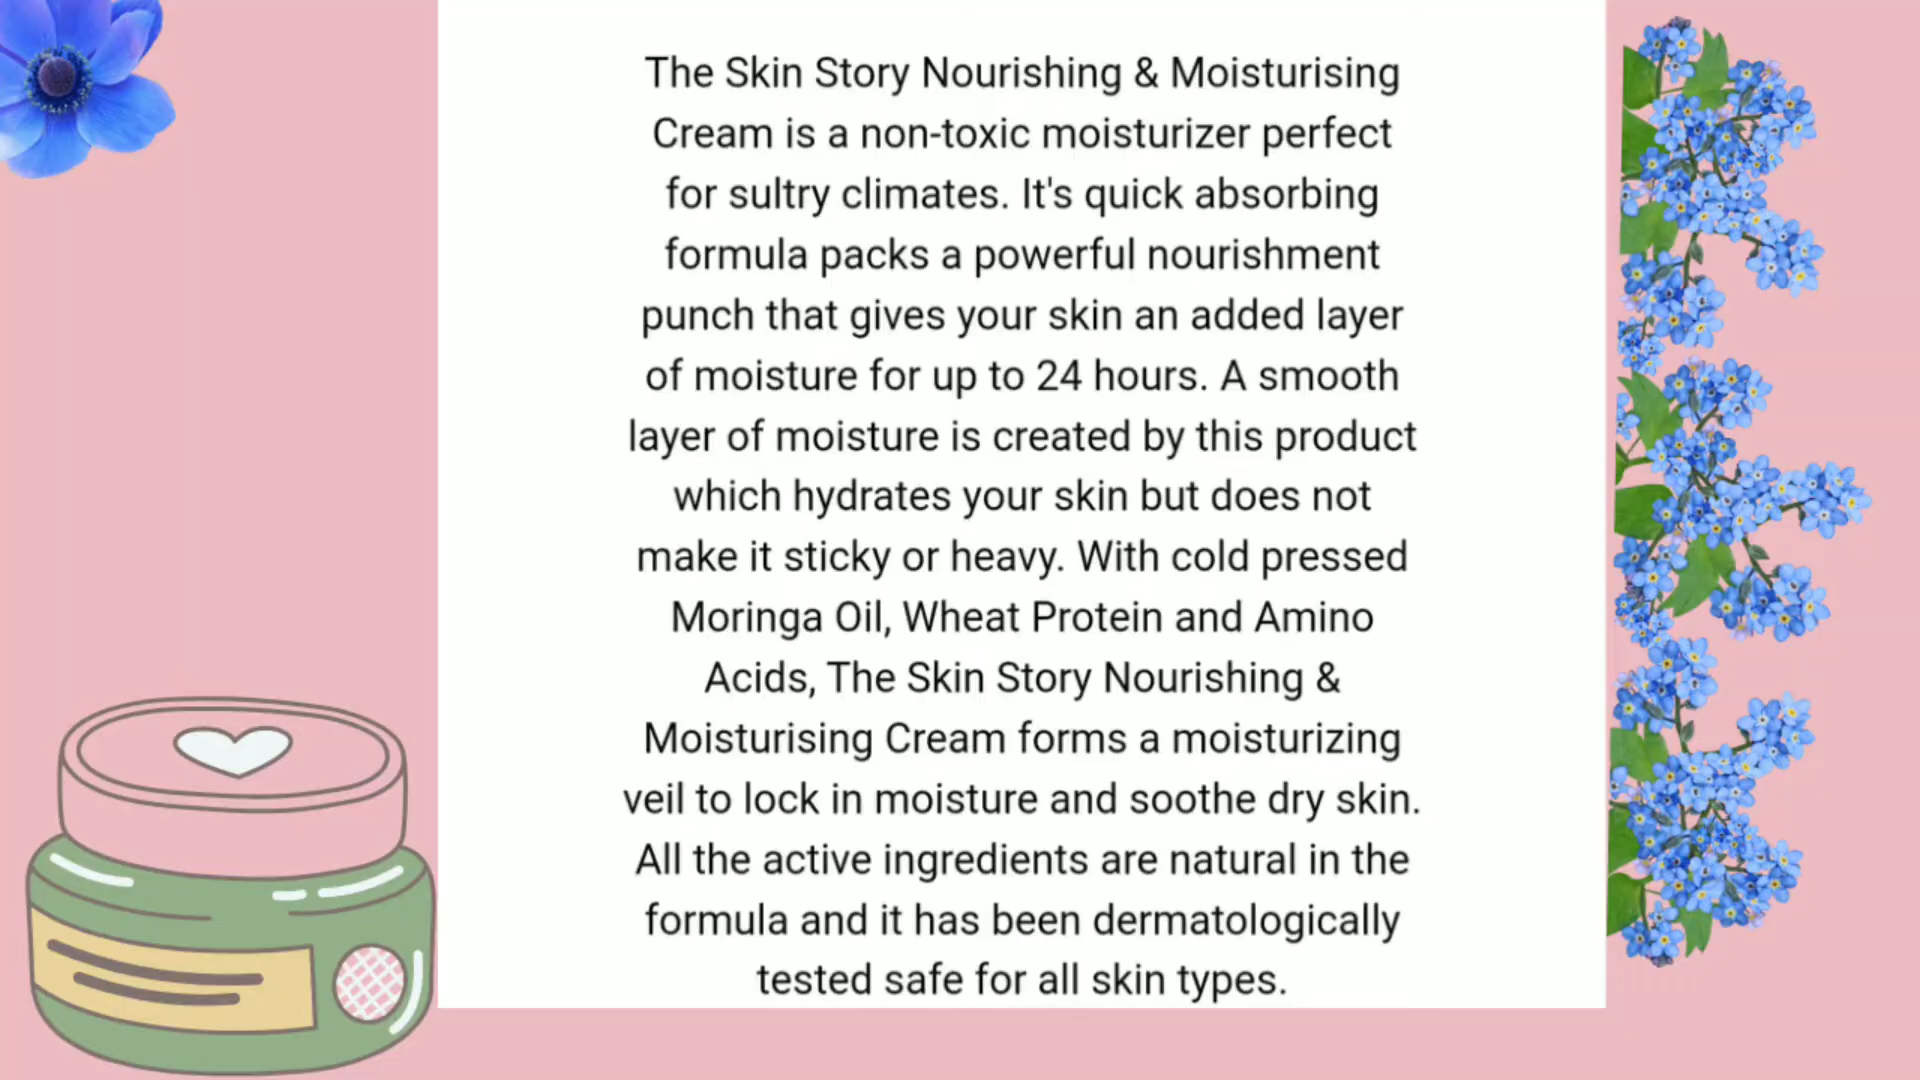 The Skin Story Nourishing & Moisturising
Cream is a non-toxic moisturizer perfect
for sultry climates. It's quick absorbing
formula packs a powerful nourishment
punch that gives your skin an added layer
of moisture for up to 24 hours. A smooth
layer of moisture is created by this product
which hydrates your skin but does not
make it sticky or heavy. With cold pressed
Moringa Oil, Wheat Protein and Amino
Acids, The Skin Story Nourishing &
Moisturising Cream forms a moisturizing
veil to lock in moisture and soothe dry skin.
All the active ingredients are natural in the
formula and it has been dermatologically
tested safe for all skin types.